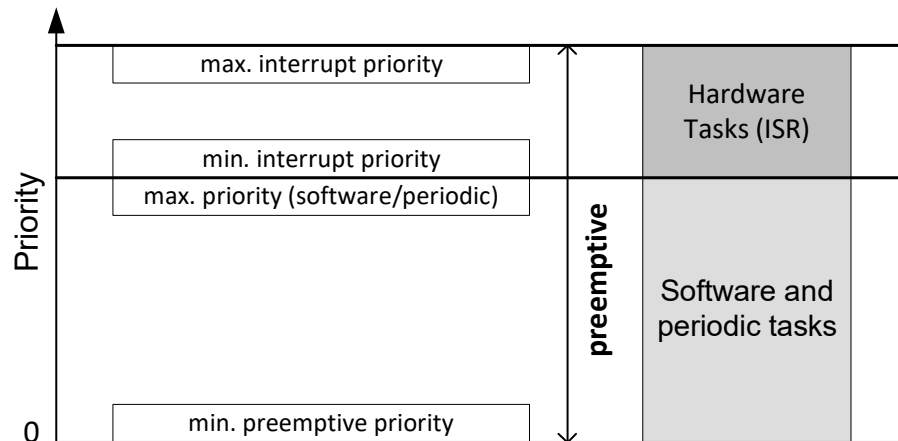 max. interrupt priority
Hardware
Tasks (ISR)
min. interrupt priority
max. priority (software/periodic)
Priority
preemptive
Software and
periodic tasks
min. preemptive priority
0